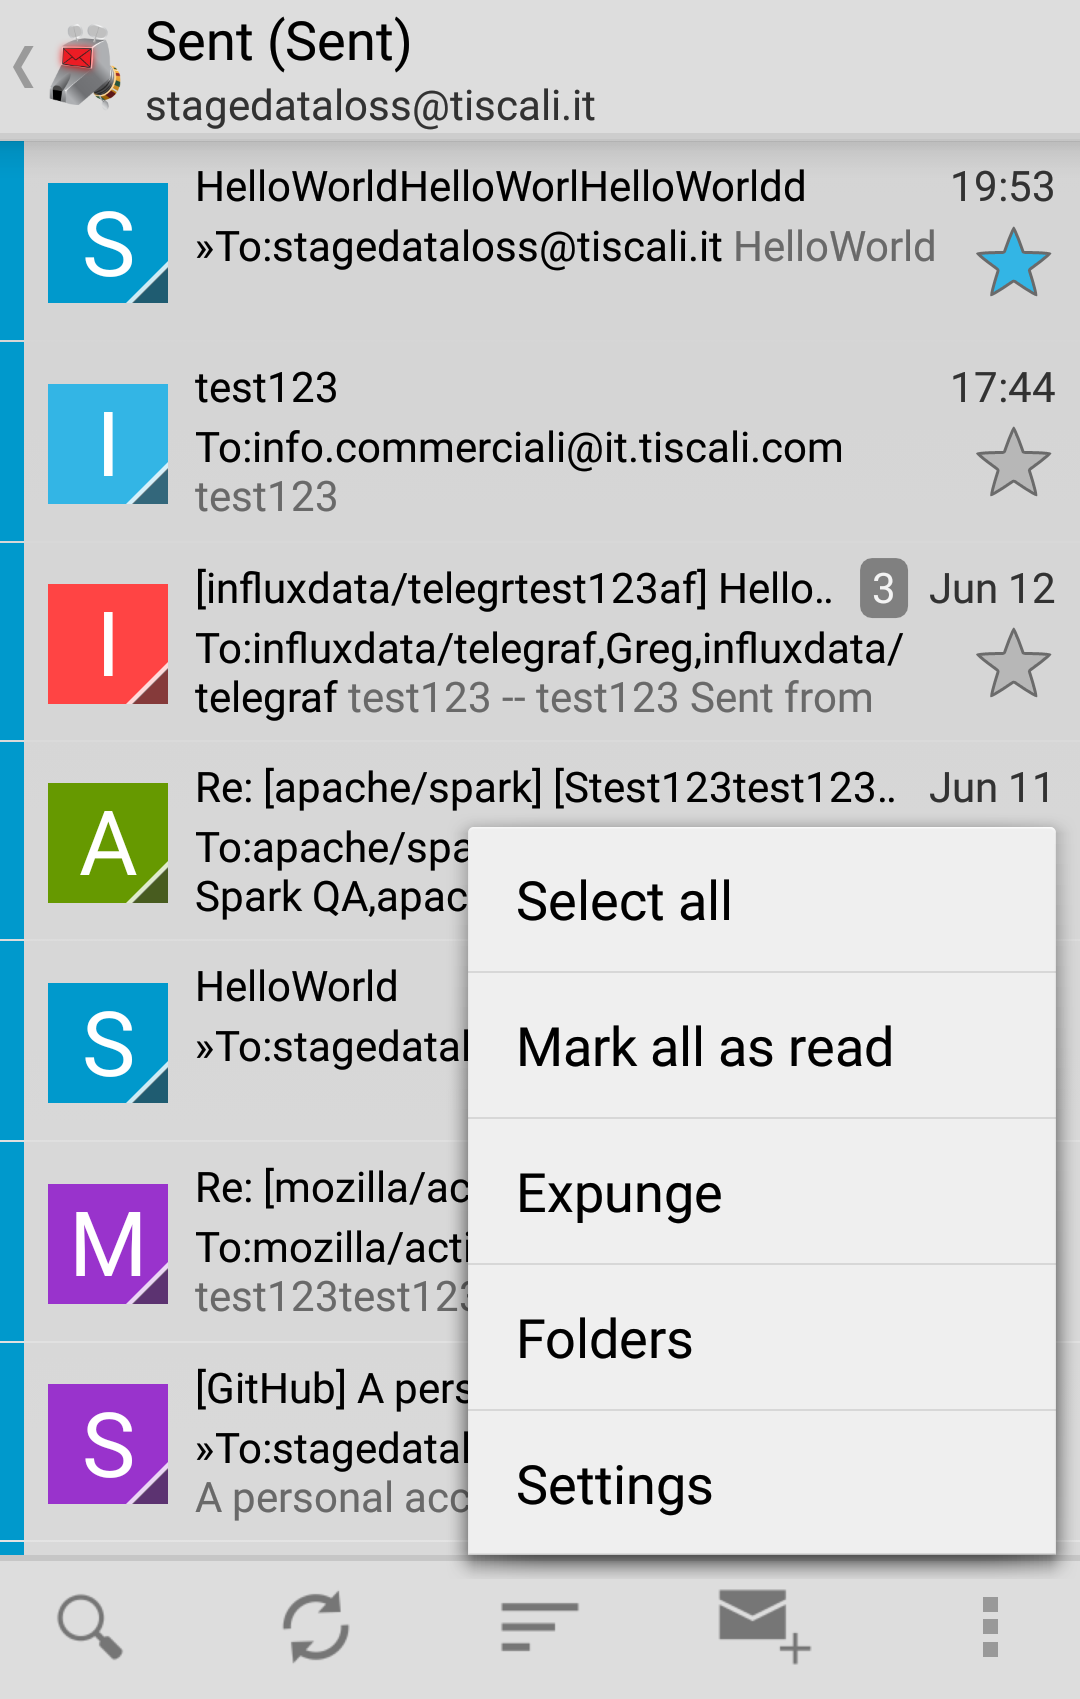 Sent (Sent)
stagedataloss@tiscali.it
S
HelloWorldHelloWorlHelloWorldd 19:53
»To:stagedataloss@tiscali.it HelloWorld
I
test123 17:44
To:info.commerciali@it.tiscali.com
test123
I
[influxdata/telegrtest123af] Hello.. 3 Jun 12
To:influxdata/telegraf,Greg,influxdata/
telegraf test123 -- test123 Sent from
A
Re: [apache/spark] [Stest123test123.. Jun 11
To:apache/spa
Spark QA,apac
S
HelloWorld
»To:stagedatal
M
Re: [mozilla/ac
To:mozilla/acti
test123test123
S
[GitHub] A pers
»To:stagedatal
A personal acc
Select all
Mark all as read
Expunge
Folders
Settings